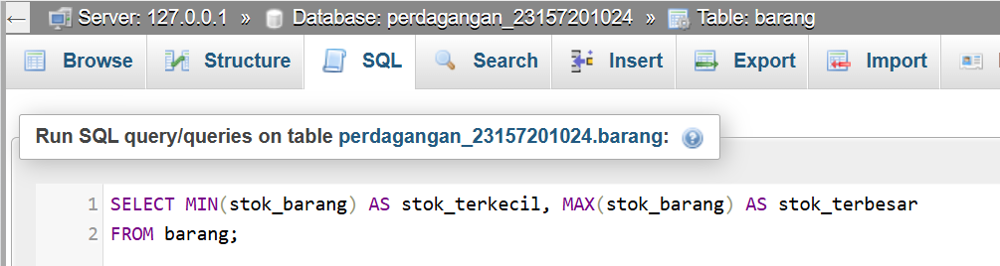 ← Server: 127.0.0.1 » Database: perdagangan_23157201024 » Table: barang
Browse Structure SQL Search Insert Export Import
Run SQL query/queries on table perdagangan_23157201024.barang:
1 SELECT MIN(stok_barang) AS stok_terkecil, MAX(stok_barang) AS stok_terbesar
2 FROM barang;